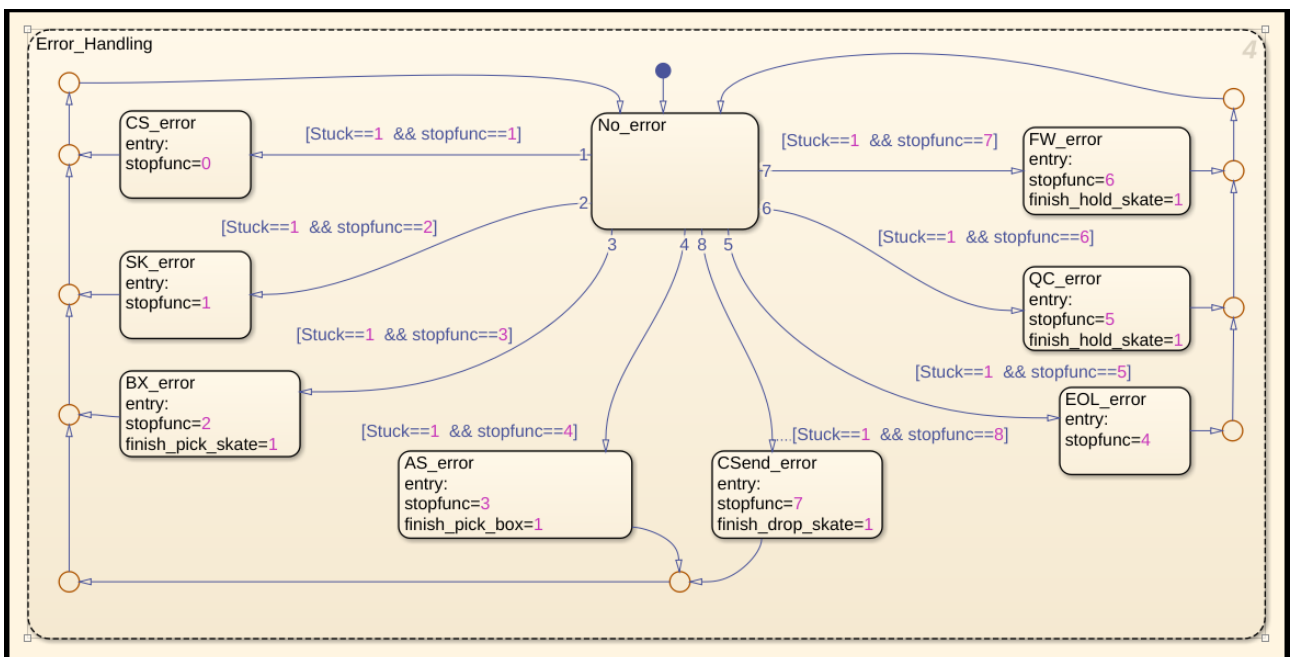 Error_Handling
4
CS_error
entry:
stopfunc=0
[Stuck==1 && stopfunc==1]
No_error
[Stuck==1 && stopfunc==7]
FW_error
entry:
stopfunc=6
finish_hold_skate=1
1
7
2
6
[Stuck==1 && stopfunc==2]
3
4
8
5
[Stuck==1 && stopfunc==6]
SK_error
entry:
stopfunc=1
QC_error
entry:
stopfunc=5
finish_hold_skate=1
[Stuck==1 && stopfunc==3]
BX_error
entry:
stopfunc=2
finish_pick_skate=1
[Stuck==1 && stopfunc==5]
EOL_error
entry:
stopfunc=4
[Stuck==1 && stopfunc==4]
....[Stuck==1 && stopfunc==8]
AS_error
entry:
stopfunc=3
finish_pick_box=1
CSend_error
entry:
stopfunc=7
finish_drop_skate=1